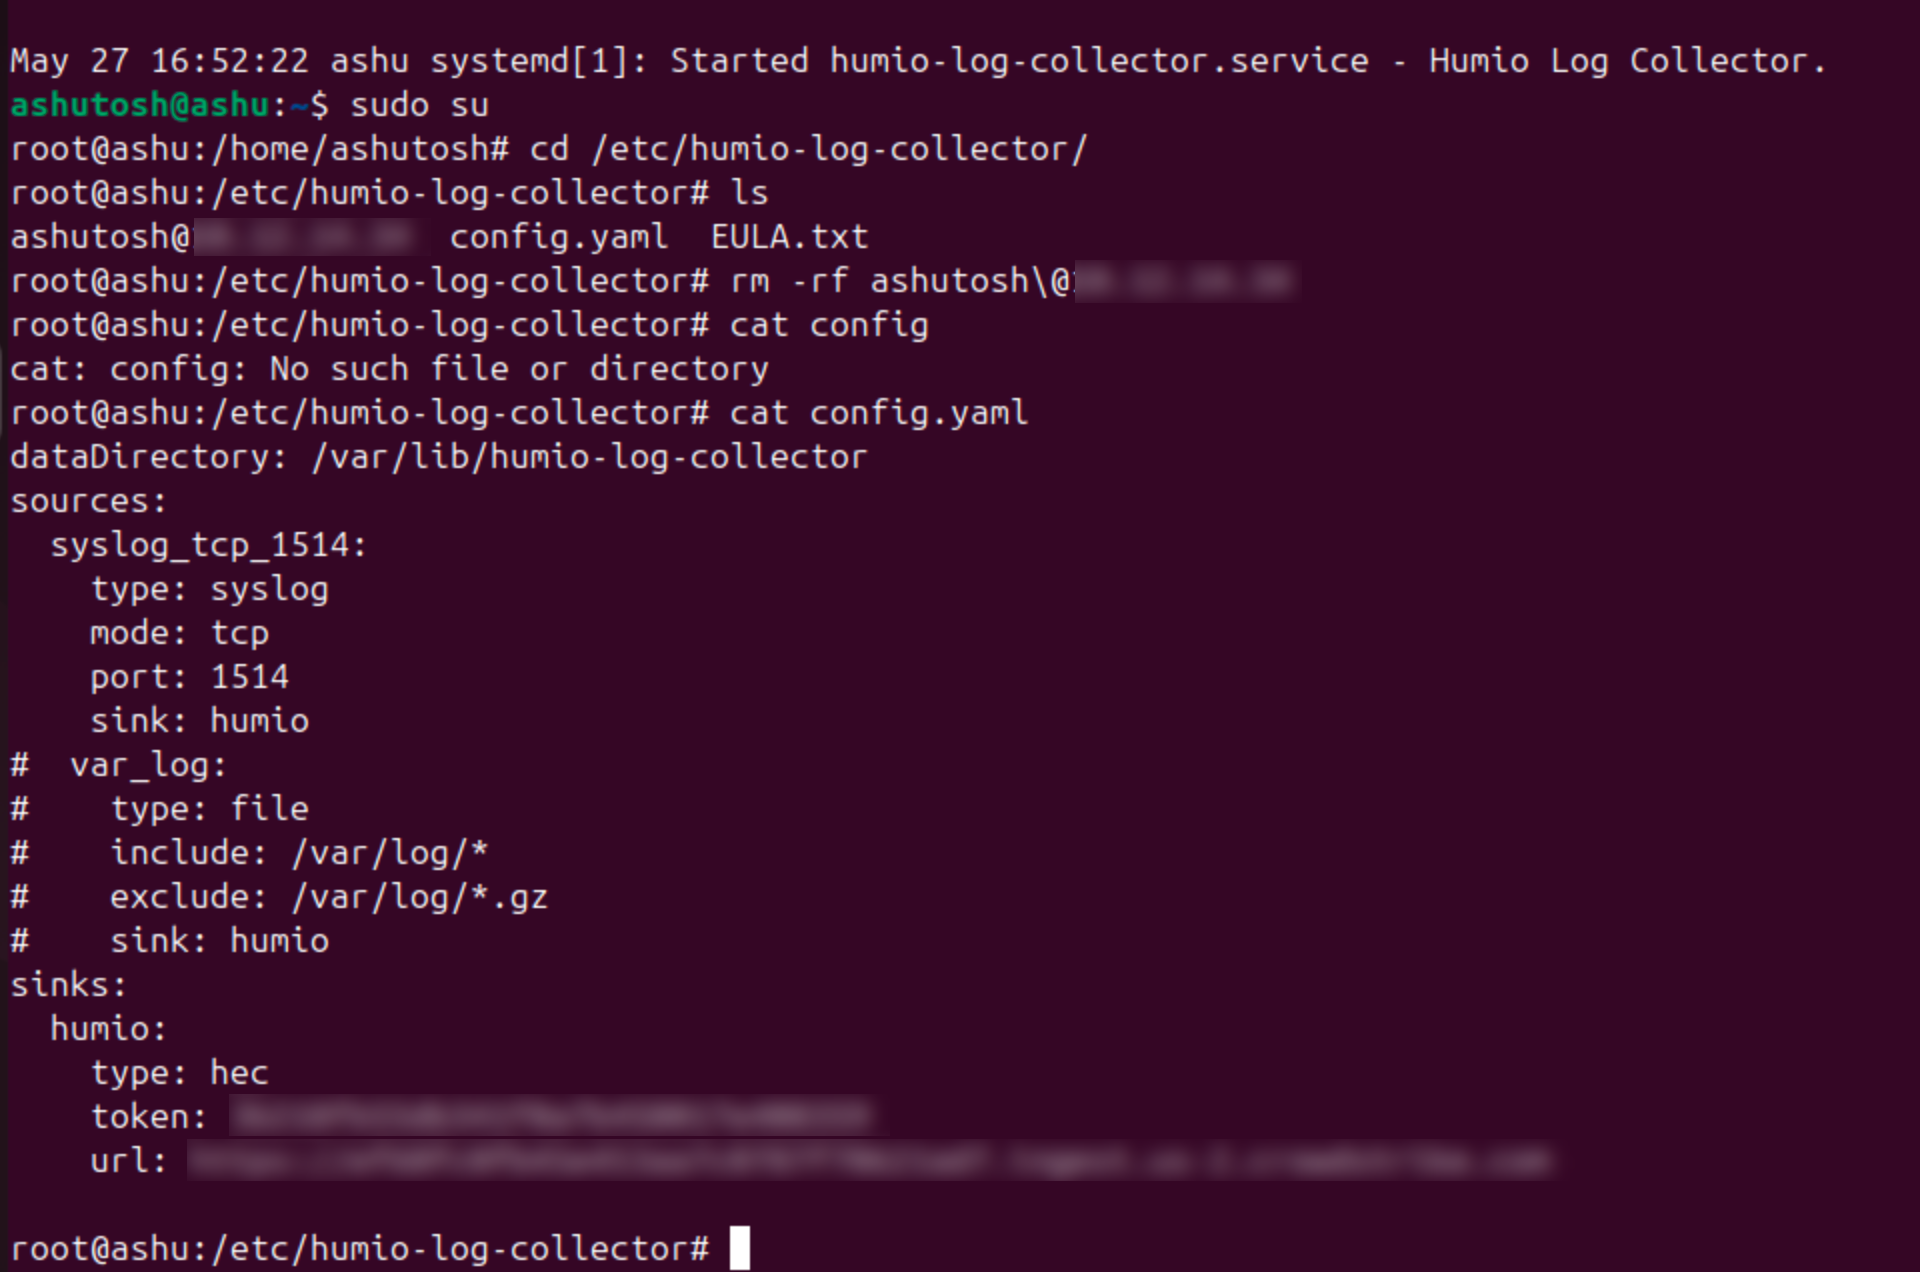 May 27 16:52:22 ashu systemd[1]: Started humio-log-collector.service - Humio Log Collector.
ashutosh@ashu:~$ sudo su
root@ashu:/home/ashutosh# cd /etc/humio-log-collector/
root@ashu:/etc/humio-log-collector# ls
ashutosh@ config.yaml  EULA.txt
root@ashu:/etc/humio-log-collector# rm -rf ashutosh\@
root@ashu:/etc/humio-log-collector# cat config
cat: config: No such file or directory
root@ashu:/etc/humio-log-collector# cat config.yaml
dataDirectory: /var/lib/humio-log-collector
sources:
  syslog_tcp_1514:
    type: syslog
    mode: tcp
    port: 1514
    sink: humio
#  var_log:
#    type: file
#    include: /var/log/*
#    exclude: /var/log/*.gz
#    sink: humio
sinks:
  humio:
    type: hec
    token:
    url:
root@ashu:/etc/humio-log-collector#